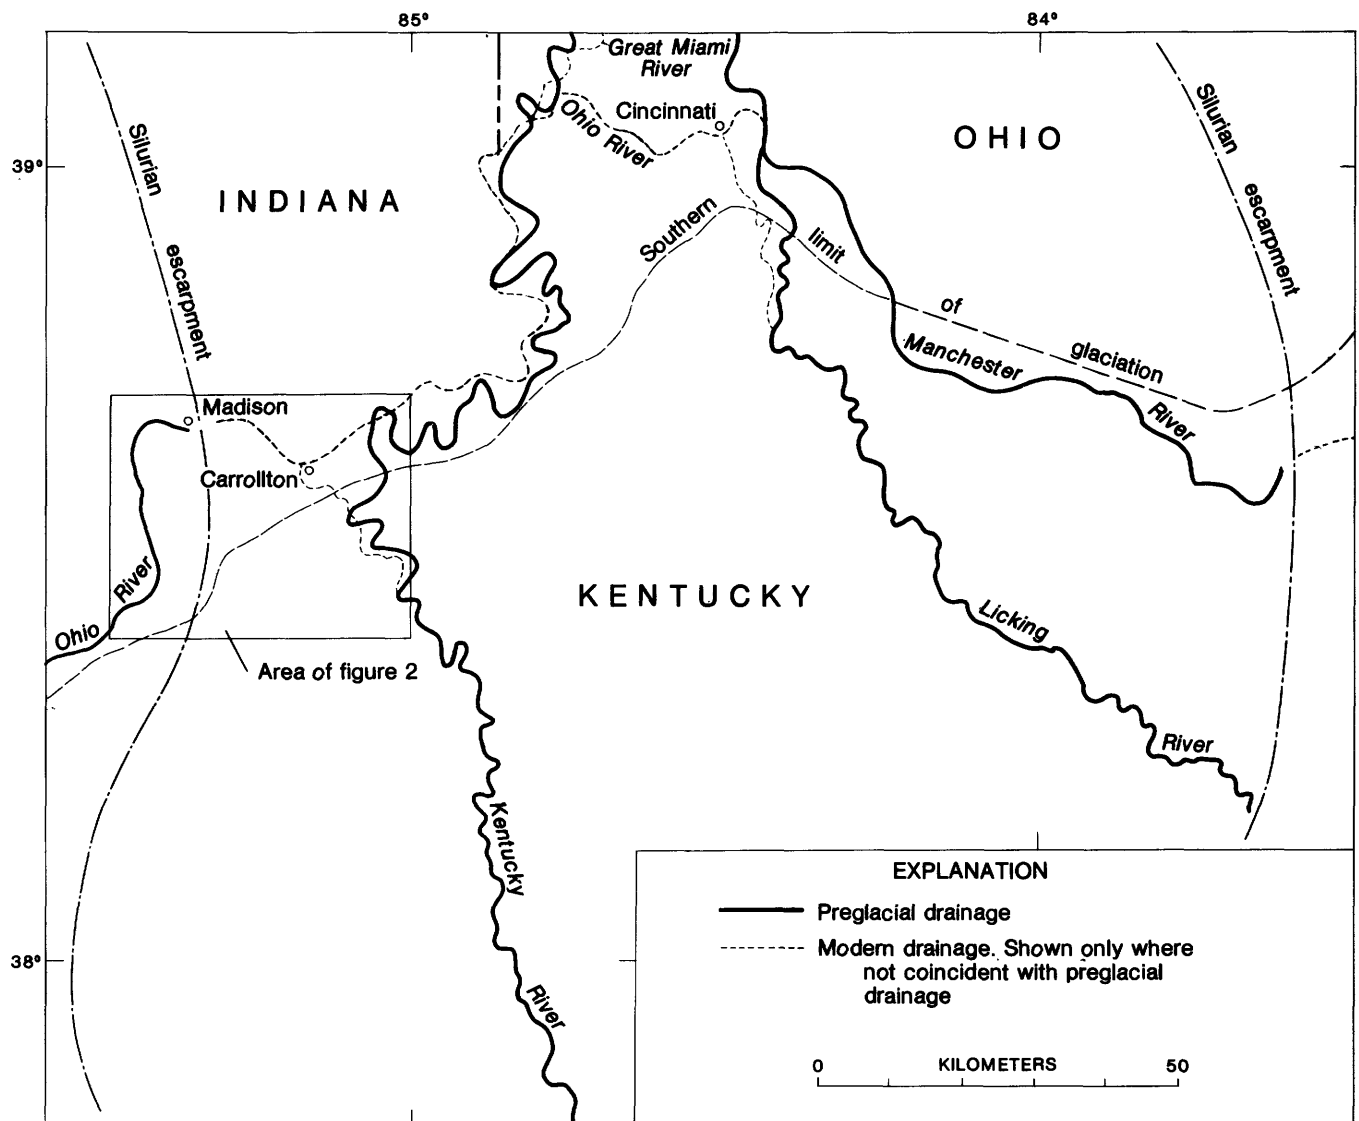 85°
84°
Great Miami
River
Cincinnati
Ohio River
OHIO
39°
Silurian
escarpment
INDIANA
Silurian
escarpment
Southern
limit
of
glaciation
Manchester
River
Madison
Carrollton
KENTUCKY
Ohio
River
Licking
River
Area of figure 2
Kentucky
River
38°
EXPLANATION
Preglacial drainage
Modern drainage. Shown only where
not coincident with preglacial
drainage
0 KILOMETERS 50